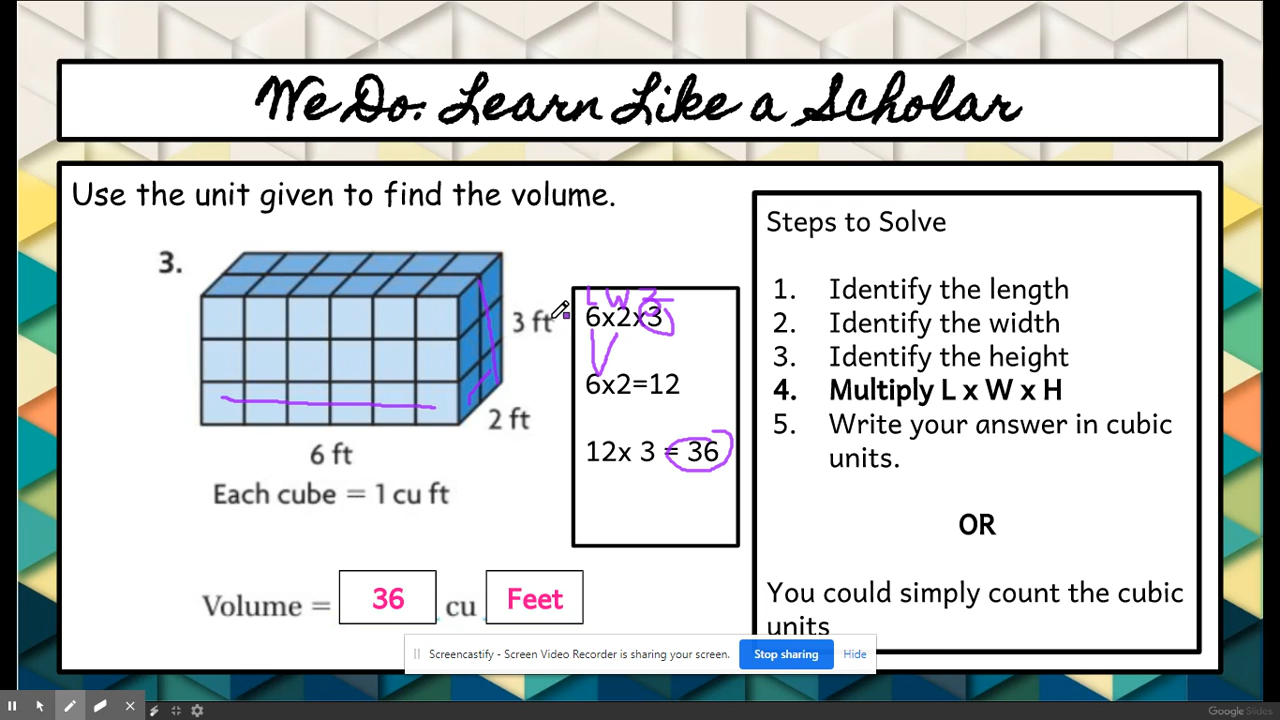 We Do: Learn Like a Scholar
Use the unit given to find the volume.
3.
3 ft
2 ft
6 ft
Each cube = 1 cu ft
L W
6x2x3
6x2=12
12x 3 = 36
Volume = 36 cu Feet
Steps to Solve
1. Identify the length
2. Identify the width
3. Identify the height
4. Multiply L x W x H
5. Write your answer in cubic
units.
OR
You could simply count the cubic
units
Screencastify - Screen Video Recorder is sharing your screen.
Stop sharing
Hide
Google Slides